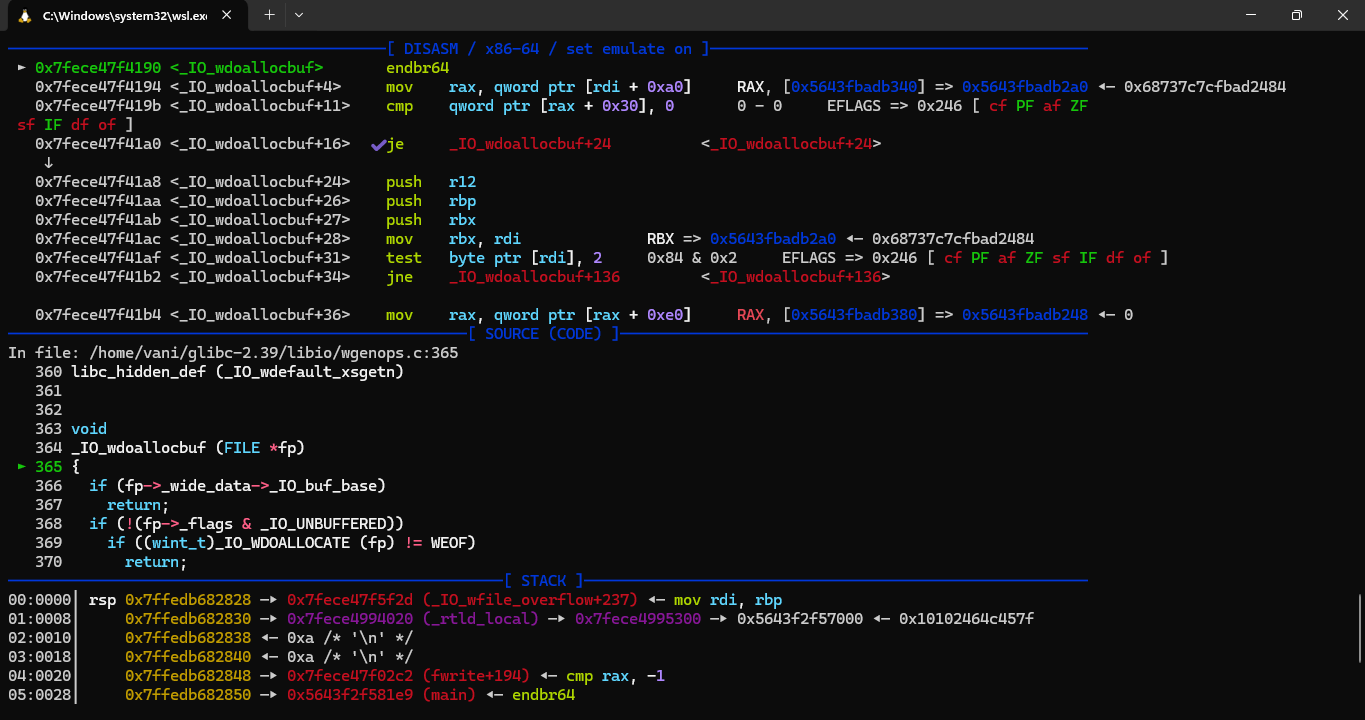 C:\Windows\system32\wsl.exe
[ DISASM / x86-64 / set emulate on ]
► 0x7fece47f4190 <_IO_wdoallocbuf> endbr64
0x7fece47f4194 <_IO_wdoallocbuf+4> mov rax, qword ptr [rdi + 0xa0] RAX, [0x5643fbadb340] => 0x5643fbadb2a0 ◂— 0x68737c7cfbad2484
0x7fece47f419b <_IO_wdoallocbuf+11> cmp qword ptr [rax + 0x30], 0 0 - 0 EFLAGS => 0x246 [ cf PF af ZF
sf IF df of ]
0x7fece47f41a0 <_IO_wdoallocbuf+16> ✔je _IO_wdoallocbuf+24 <_IO_wdoallocbuf+24>
↓
0x7fece47f41a8 <_IO_wdoallocbuf+24> push r12
0x7fece47f41aa <_IO_wdoallocbuf+26> push rbp
0x7fece47f41ab <_IO_wdoallocbuf+27> push rbx
0x7fece47f41ac <_IO_wdoallocbuf+28> mov rbx, rdi RBX => 0x5643fbadb2a0 ◂— 0x68737c7cfbad2484
0x7fece47f41af <_IO_wdoallocbuf+31> test byte ptr [rdi], 2 0x84 & 0x2 EFLAGS => 0x246 [ cf PF af ZF sf IF df of ]
0x7fece47f41b2 <_IO_wdoallocbuf+34> jne _IO_wdoallocbuf+136 <_IO_wdoallocbuf+136>
0x7fece47f41b4 <_IO_wdoallocbuf+36> mov rax, qword ptr [rax + 0xe0] RAX, [0x5643fbadb380] => 0x5643fbadb248 ◂— 0
[ SOURCE (CODE) ]
In file: /home/vani/glibc-2.39/libio/wgenops.c:365
360 libc_hidden_def (_IO_wdefault_xsgetn)
361
362
363 void
364 _IO_wdoallocbuf (FILE *fp)
► 365 {
366 if (fp->_wide_data->_IO_buf_base)
367 return;
368 if (!(fp->_flags & _IO_UNBUFFERED))
369 if ((wint_t)_IO_WDOALLOCATE (fp) != WEOF)
370 return;
[ STACK ]
00:0000│ rsp 0x7ffedb682828 —▸ 0x7fece47f5f2d (_IO_wfile_overflow+237) ◂— mov rdi, rbp
01:0008│ 0x7ffedb682830 —▸ 0x7fece4994020 (_rtld_local) —▸ 0x7fece4995300 —▸ 0x5643f2f57000 ◂— 0x10102464c457f
02:0010│ 0x7ffedb682838 ◂— 0xa /* '\n' */
03:0018│ 0x7ffedb682840 ◂— 0xa /* '\n' */
04:0020│ 0x7ffedb682848 —▸ 0x7fece47f02c2 (fwrite+194) ◂— cmp rax, -1
05:0028│ 0x7ffedb682850 —▸ 0x5643f2f581e9 (main) ◂— endbr64